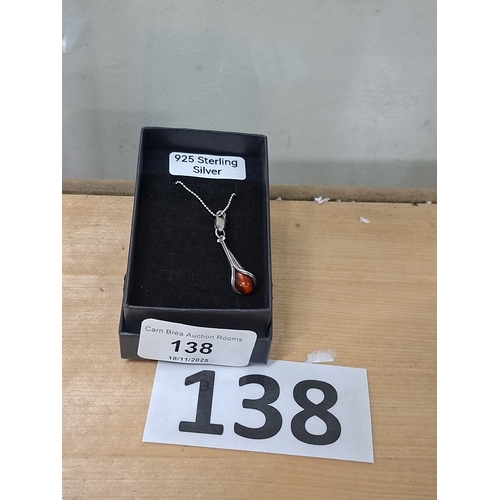 925 Sterling
Silver
Carn Brea Auction Rooms
138
18/11/2025
138